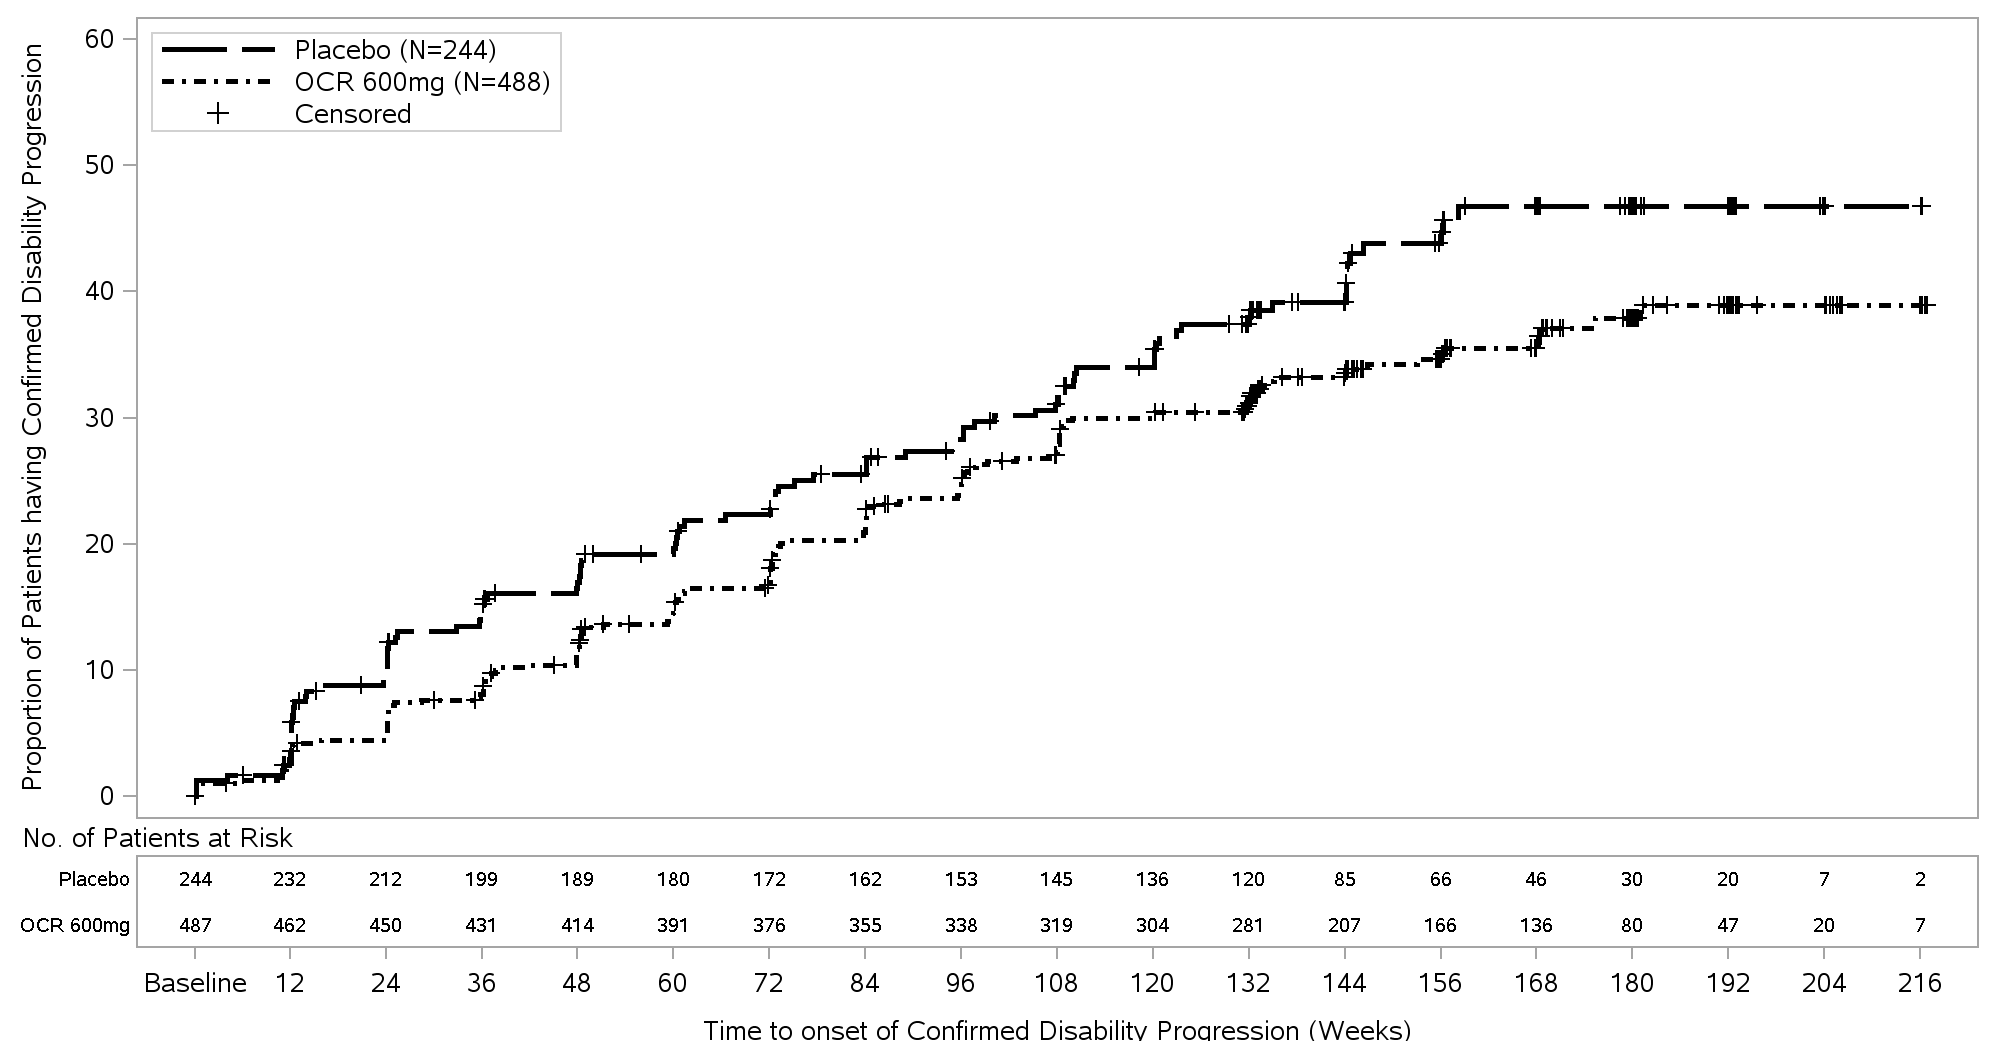 Proportion of Patients having Confirmed Disability Progression
60
50
40
30
20
10
0
Placebo (N=244)
OCR 600mg (N=488)
Censored
No. of Patients at Risk
Placebo 244 232 212 199 189 180 172 162 153 145 136 120 85 66 46 30 20 7 2
OCR 600mg 487 462 450 431 414 391 376 355 338 319 304 281 207 166 136 80 47 20 7
Baseline 12 24 36 48 60 72 84 96 108 120 132 144 156 168 180 192 204 216
Time to onset of Confirmed Disability Progression (Weeks)